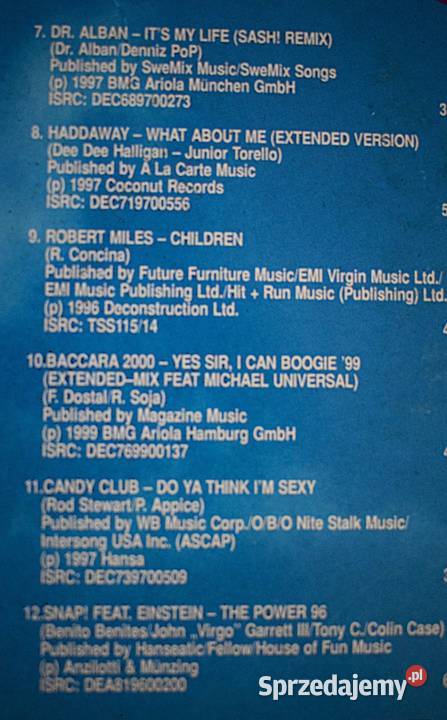 7. DR. ALBAN – IT'S MY LIFE (SASH! REMIX)
(Dr. Alban/Denniz PoP)
Published by SweMix Music/SweMix Songs
(p) 1997 BMG Ariola München GmbH
ISRC: DEC689700273
3
8. HADDAWAY – WHAT ABOUT ME (EXTENDED VERSION)
(Dee Dee Halligan – Junior Torello)
Published by A La Carte Music
(p) 1997 Coconut Records
ISRC: DEC719700556
5
9. ROBERT MILES – CHILDREN
(R. Concina)
Published by Future Furniture Music/EMI Virgin Music Ltd./
EMI Music Publishing Ltd./Hit + Run Music (Publishing) Ltd.
(p) 1996 Deconstruction Ltd.
ISRC: TSS115/14
10.BACCARA 2000 – YES SIR, I CAN BOOGIE '99
(EXTENDED–MIX FEAT MICHAEL UNIVERSAL)
(F. Dostal/R. Soja)
Published by Magazine Music
(p) 1999 BMG Ariola Hamburg GmbH
ISRC: DEC769900137
11.CANDY CLUB – DO YA THINK I'M SEXY
(Rod Stewart/P. Appice)
Published by WB Music Corp./O/B/O Nite Stalk Music/
Intersong USA Inc. (ASCAP)
(p) 1997 Hansa
ISRC: DEC739700509
12.SNAP! FEAT. EINSTEIN – THE POWER 96
(Benito Benites/John „Virgo" Garrett III/Tony C./Colin Case)
Published by Hanseatic/Fellow/House of Fun Music
(p) Anzilotti & Münzing
ISRC: DEA819600200
Sprzedajemy.pl